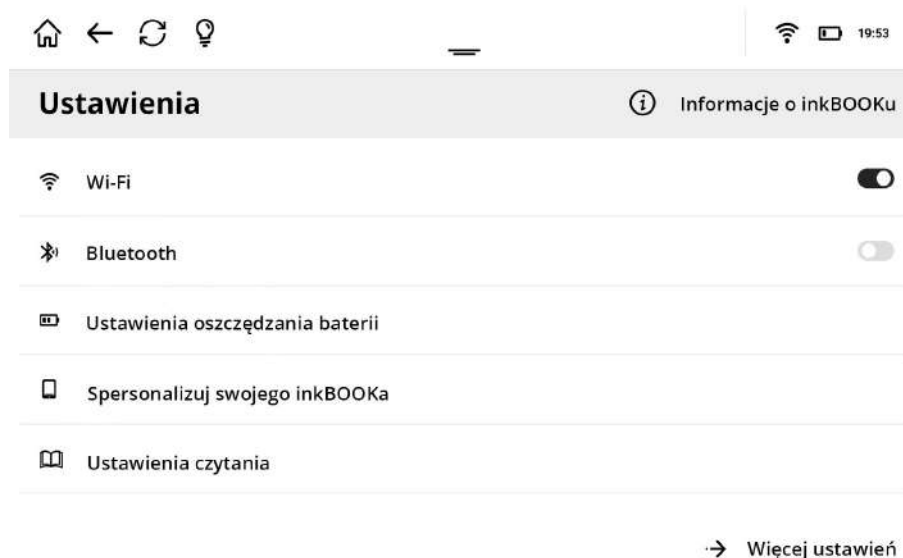 19:53
Ustawienia
Informacje o inkBOOKu
Wi-Fi
Bluetooth
Ustawienia oszczędzania baterii
Spersonalizuj swojego inkBOOKa
Ustawienia czytania
Więcej ustawień